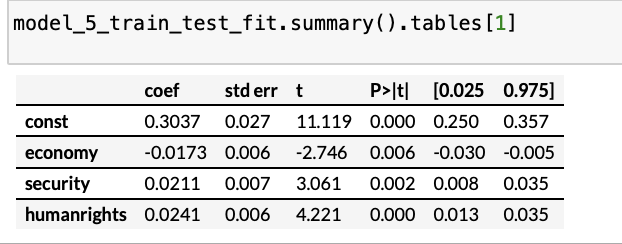 model_5_train_test_fit.summary().tables[1]
coef std err t P>|t| [0.025 0.975]
const 0.3037 0.027 11.119 0.000 0.250 0.357
economy -0.0173 0.006 -2.746 0.006 -0.030 -0.005
security 0.0211 0.007 3.061 0.002 0.008 0.035
humanrights 0.0241 0.006 4.221 0.000 0.013 0.035